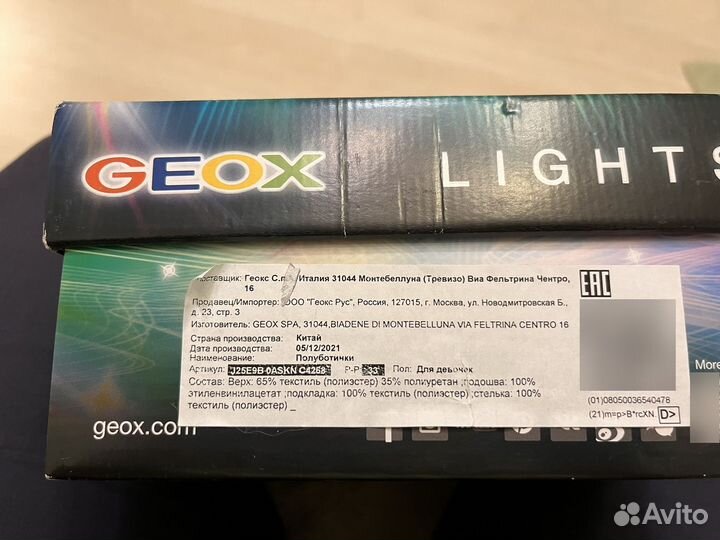 GEOX LIGHTS
Поставщик: Геокс С.п.А Италия 31044 Монтебеллуна (Тревизо) Виа Фельтрина Чентро,
16
Продавец/Импортер: ООО "Геокс Рус", Россия, 127015, г. Москва, ул. Новодмитровская Б.,
д. 23, стр. 3
Изготовитель: GEOX SPA, 31044,BIADENE DI MONTEBELLUNA VIA FELTRINA CENTRO 16
Страна производства: Китай
Дата производства: 05/12/2021
Наименование: Полуботички
Артикул: J25E9B 0ASKN C4268 Р-Р 33 Пол: Для девочек
Состав: Верх: 65% текстиль (полиэстер) 35% полиуретан ;подошва: 100%
этиленвинилацетат ;подкладка: 100% текстиль (полиэстер) ;стелька: 100%
текстиль (полиэстер) _
EAC
(01)08050036540478
(21)m=p>B*rcXN
D>
More
geox.com
Avito